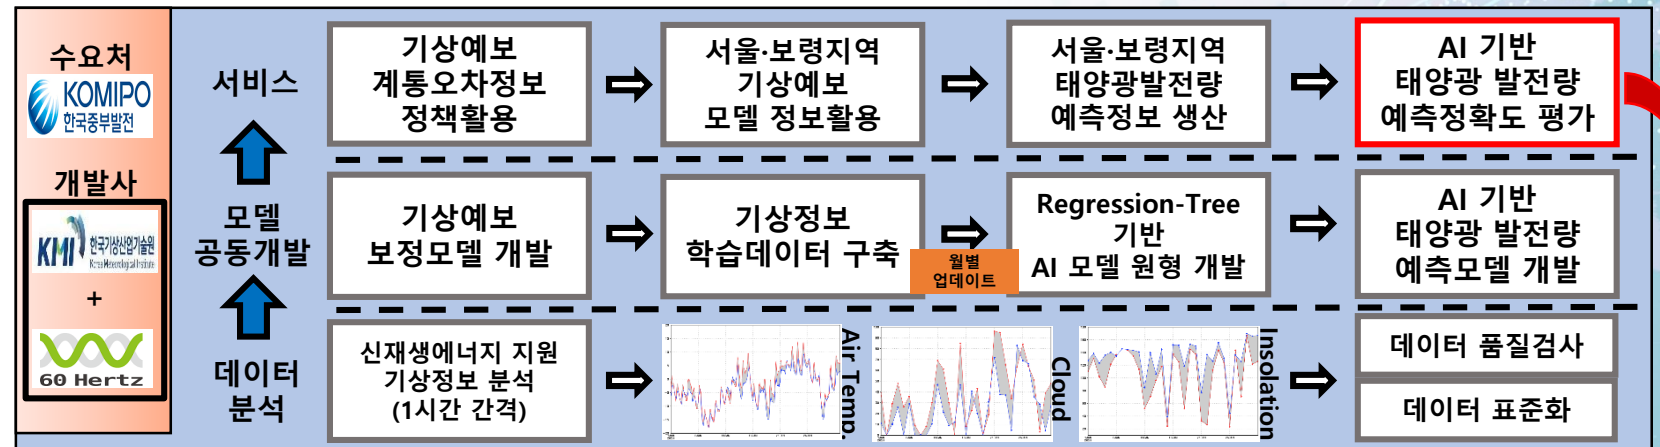 수요처
KOMIPO
한국중부발전
개발사
KMI 한국기상산업기술원
Korea Meteorological Institute
+
60 Hertz
서비스
기상예보
계통오차정보
정책활용
서울·보령지역
기상예보
모델 정보활용
서울·보령지역
태양광발전량
예측정보 생산
AI 기반
태양광 발전량
예측정확도 평가
모델
공동개발
기상예보
보정모델 개발
기상정보
학습데이터 구축
월별
업데이트
Regression-Tree
기반
AI 모델 원형 개발
AI 기반
태양광 발전량
예측모델 개발
데이터
분석
신재생에너지 지원
기상정보 분석
(1시간 간격)
Air Temp.
Cloud
Insolation
데이터 품질검사
데이터 표준화